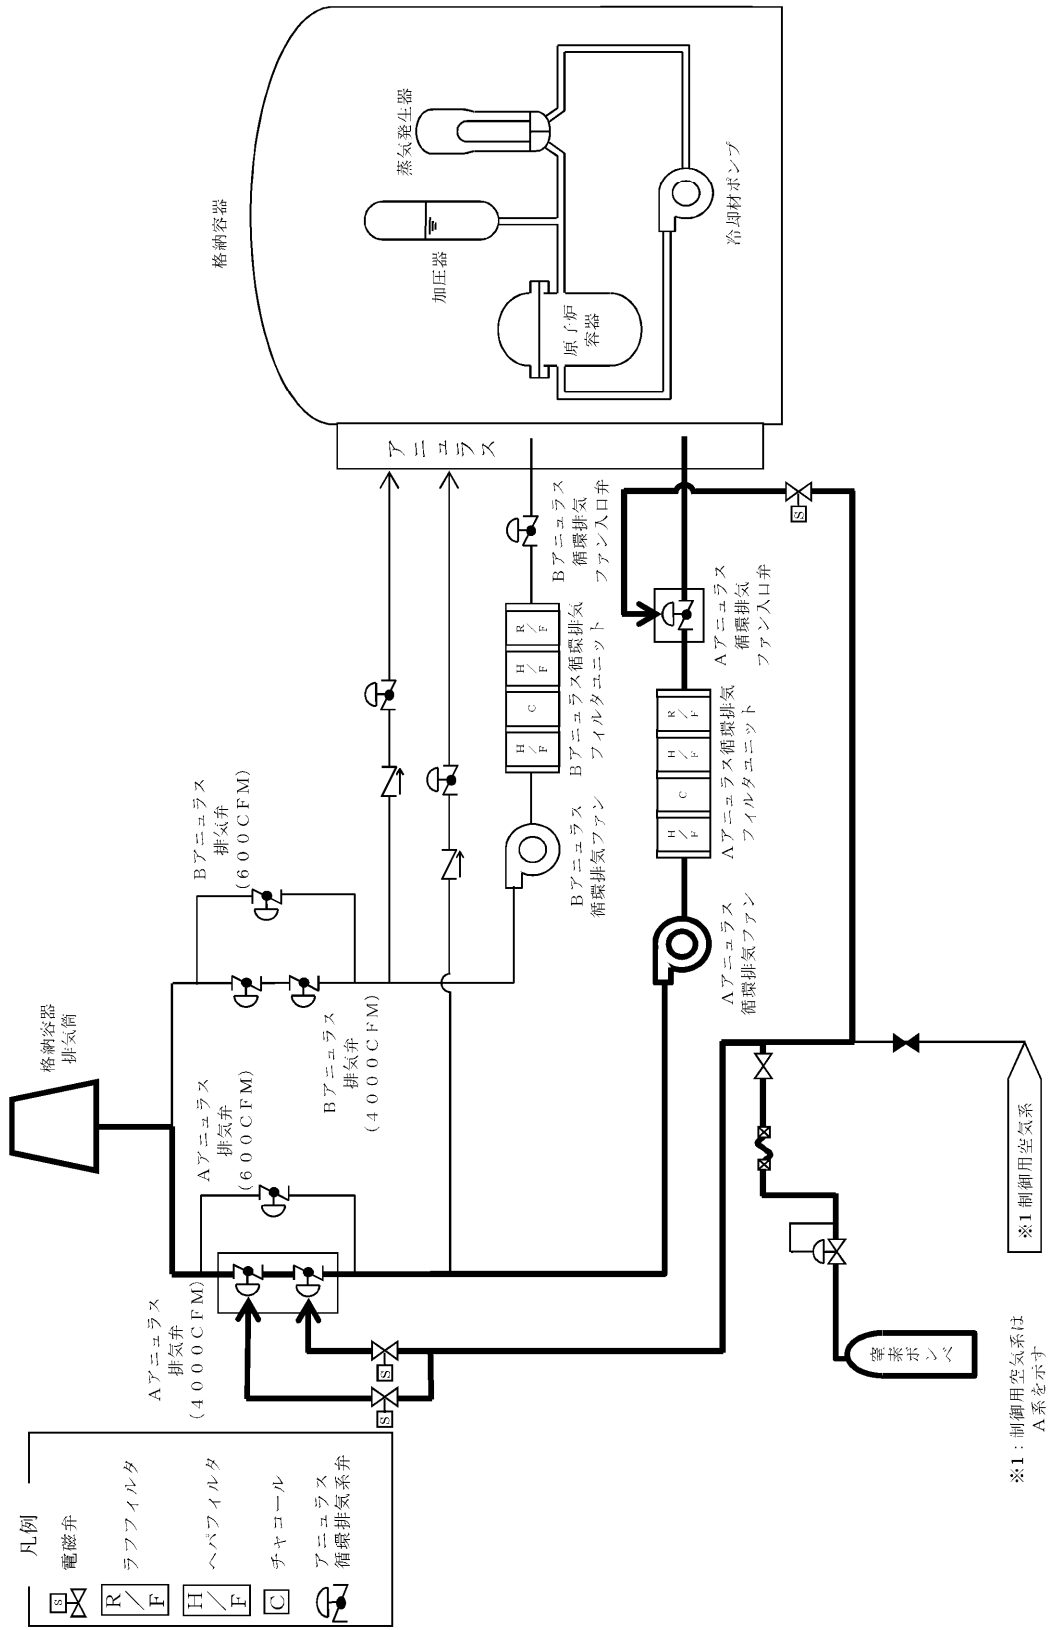 凡例
電磁弁
S
ラフフィルタ
R/F
ヘパフィルタ
H/F
チャコール
C
アニュラス
循環排気系弁
格納容器
排気筒
Aアニュラス
排気弁
(4000CFM)
Aアニュラス
排気弁
(600CFM)
Bアニュラス
排気弁
(4000CFM)
Bアニュラス
排気弁
(600CFM)
S
S
格納容器
蒸気発生器
加圧器
原子炉
容器
冷却材ポンプ
アニュラス
Bアニュラス
循環排気ファン
Bアニュラス循環排気
フィルタユニット
H/F
C
H/F
R/F
Bアニュラス
循環排気
ファン入口弁
Aアニュラス
循環排気ファン
Aアニュラス循環排気
フィルタユニット
H/F
C
H/F
R/F
Aアニュラス
循環排気
ファン入口弁
S
窒素ボンベ
※1 制御用空気系
※1：制御用空気系は
A系を示す